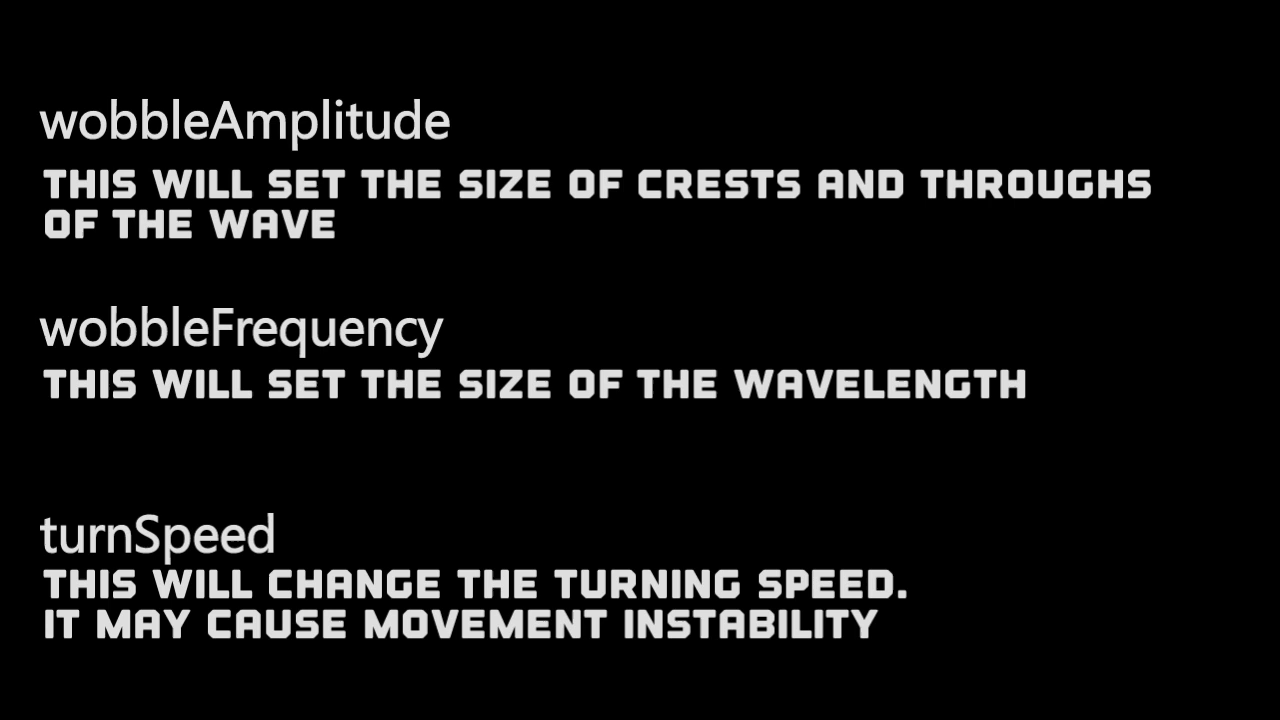 wobbleAmplitude
THIS WILL SET THE SIZE OF CRESTS AND THROUGHS
OF THE WAVE
wobbleFrequency
THIS WILL SET THE SIZE OF THE WAVELENGTH
turnSpeed
THIS WILL CHANGE THE TURNING SPEED.
IT MAY CAUSE MOVEMENT INSTABILITY